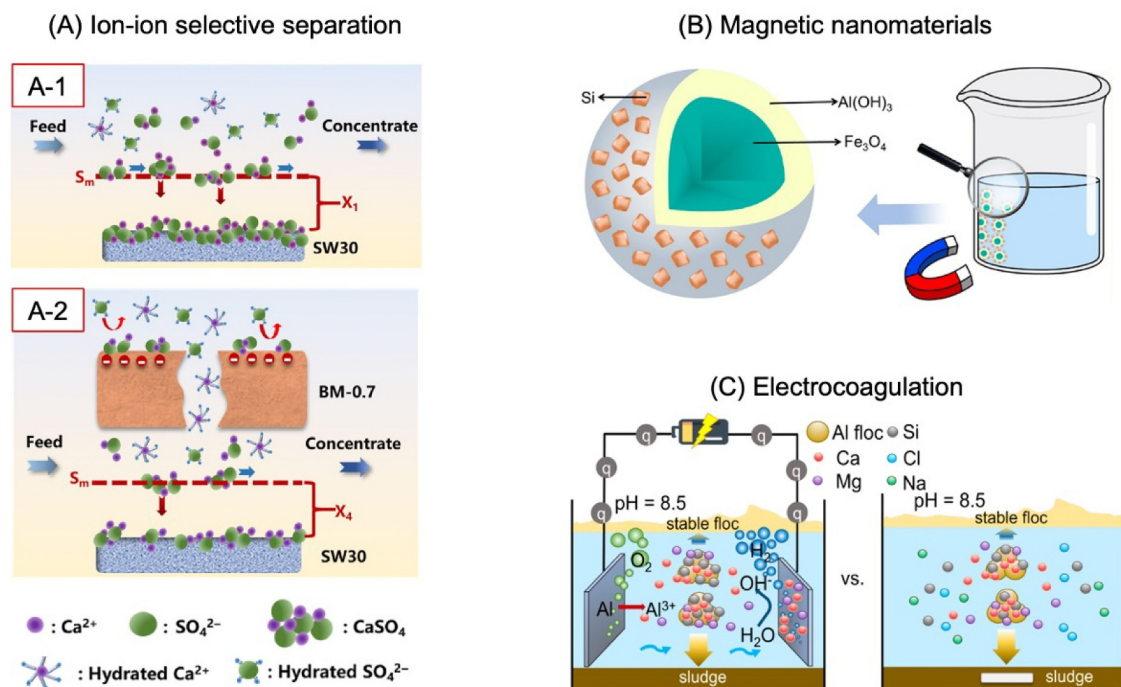 (A) Ion-ion selective separation
A-1
Feed
Concentrate
Sₘ
X₁
SW30
A-2
BM-0.7
Feed
Concentrate
Sₘ
X₄
SW30
: Ca²⁺
: SO₄²⁻
: CaSO₄
: Hydrated Ca²⁺
: Hydrated SO₄²⁻
(B) Magnetic nanomaterials
Si
Al(OH)₃
Fe₃O₄
(C) Electrocoagulation
q
q
q
q
q
q
Al floc
Si
Ca
Cl
Mg
Na
pH = 8.5
stable floc
O₂
H₂
OH⁻
Al
Al³⁺
H₂O
sludge
vs.
pH = 8.5
stable floc
sludge